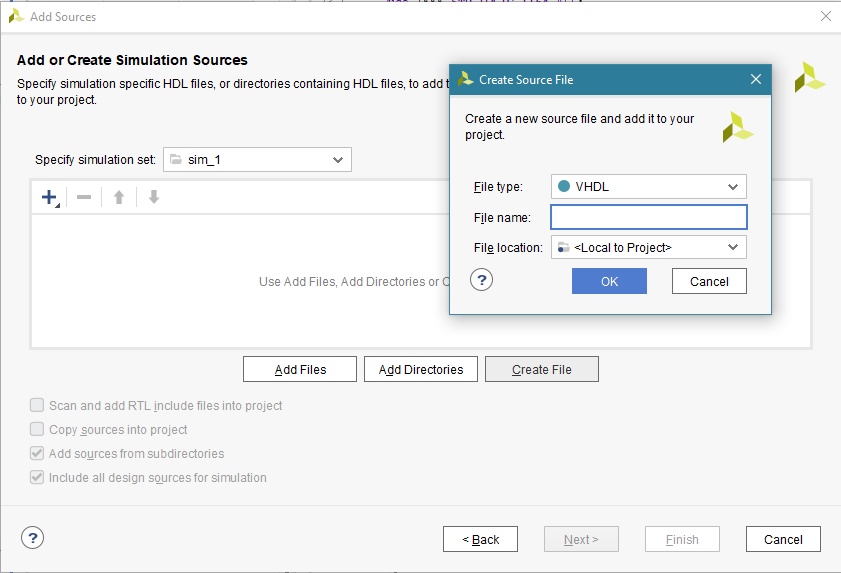 Add Sources
Add or Create Simulation Sources
Specify simulation specific HDL files, or directories containing HDL files, to add
to your project.
Specify simulation set: sim_1
Use Add Files, Add Directories or
Add Files Add Directories Create File
Scan and add RTL include files into project
Copy sources into project
Add sources from subdirectories
Include all design sources for simulation
? < Back Next > Finish Cancel
Create Source File
Create a new source file and add it to your
project.
File type: VHDL
File name:
File location: <Local to Project>
? OK Cancel